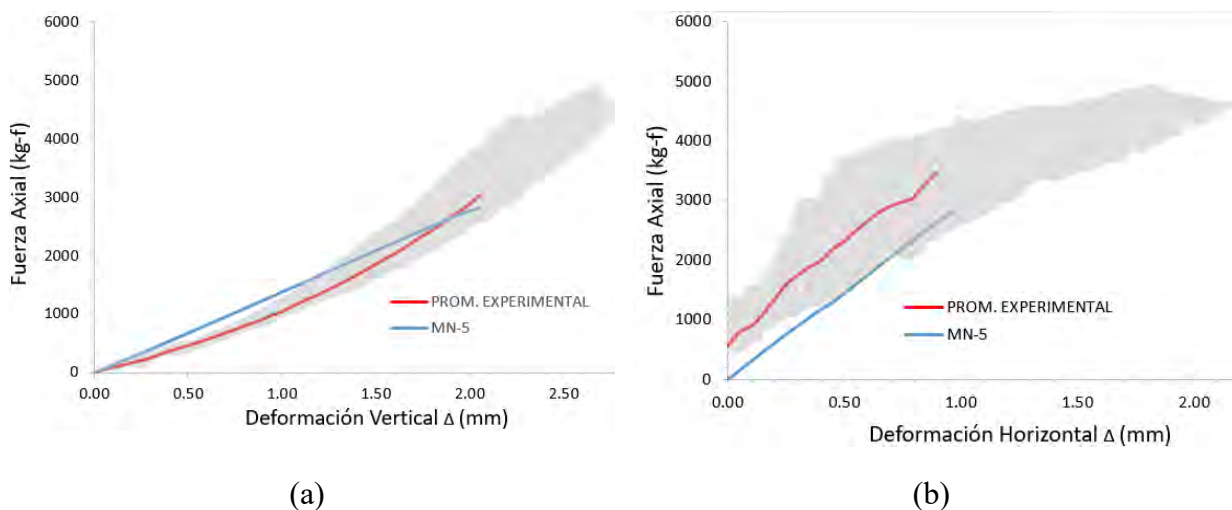 6000
5000
4000
3000
2000
1000
0
Fuerza Axial (kg-f)
PROM. EXPERIMENTAL
MN-5
0.00
0.50
1.00
1.50
2.00
2.50
Deformación Vertical Δ (mm)
(a)
6000
5000
4000
3000
2000
1000
0
Fuerza Axial (kg-f)
PROM. EXPERIMENTAL
MN-5
0.00
0.50
1.00
1.50
2.00
Deformación Horizontal Δ (mm)
(b)